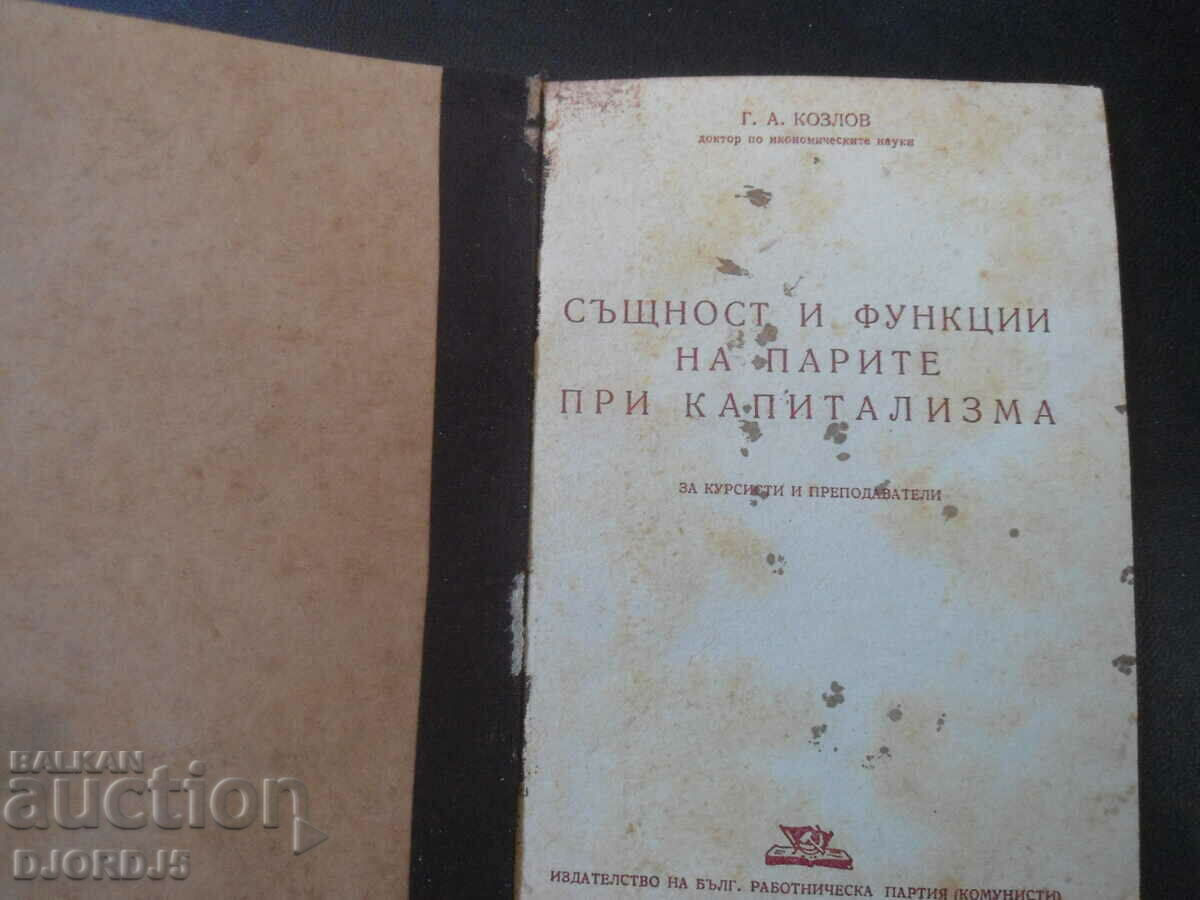 Г. А. КОЗЛОВ
доктор по икономическите науки
СЪЩНОСТ И ФУНКЦИИ
НА ПАРИТЕ
ПРИ КАПИТАЛИЗМА
ЗА КУРСИСТИ И ПРЕПОДАВАТЕЛИ
ИЗДАТЕЛСТВО НА БЪЛГ. РАБОТНИЧЕСКА ПАРТИЯ (КОМУНИСТИ)
BALKAN
auction
DJORDJ5